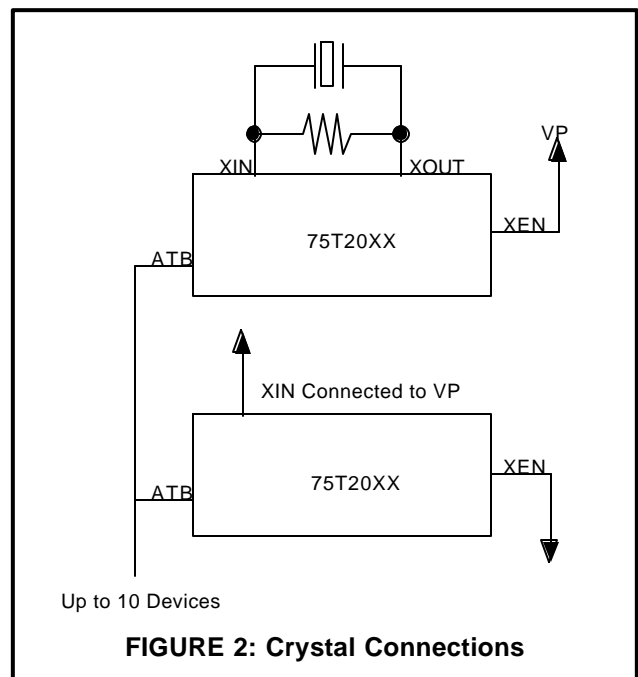 VP
XIN
XOUT
XEN
75T20XX
ATB
XIN Connected to VP
XEN
75T20XX
ATB
Up to 10 Devices
FIGURE 2: Crystal Connections